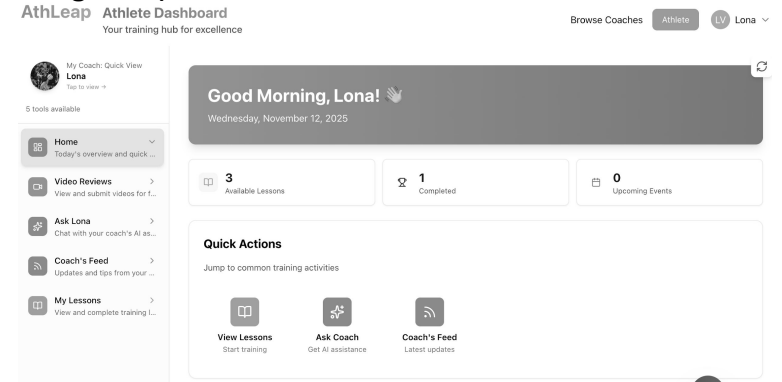 AthLeap
Athlete Dashboard
Your training hub for excellence
Browse Coaches
Athlete
LV
Lona
My Coach: Quick View
Lona
Tap to view →
5 tools available
Home
Today's overview and quick ...
Video Reviews
View and submit videos for f...
Ask Lona
Chat with your coach's AI as...
Coach's Feed
Updates and tips from your ...
My Lessons
View and complete training l...
Good Morning, Lona! 👋
Wednesday, November 12, 2025
3
Available Lessons
1
Completed
0
Upcoming Events
Quick Actions
Jump to common training activities
View Lessons
Start training
Ask Coach
Get AI assistance
Coach's Feed
Latest updates